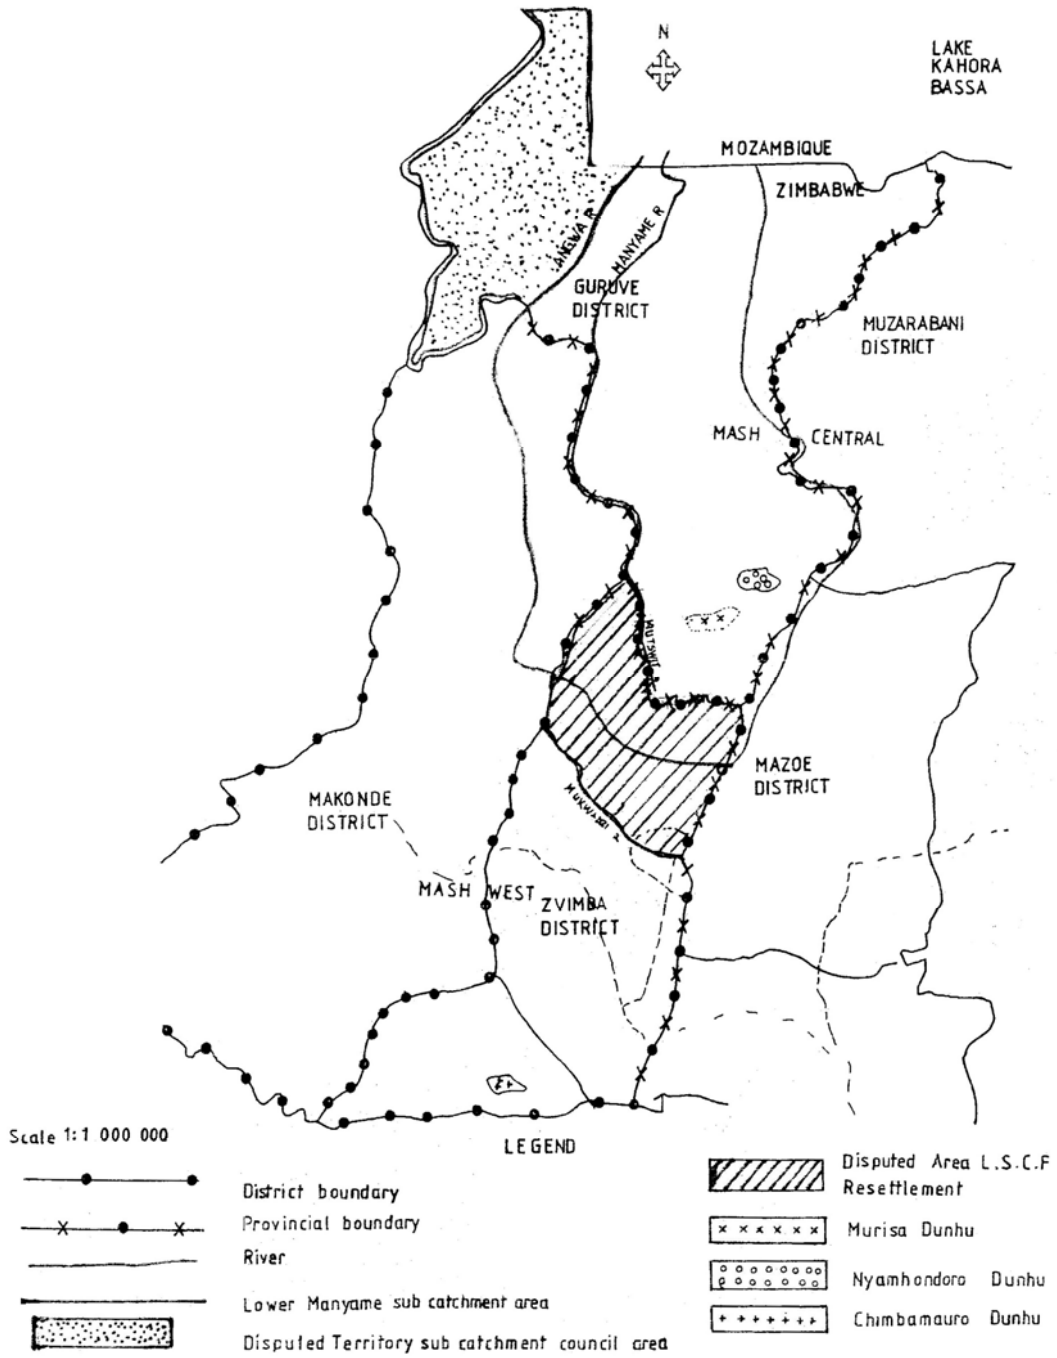 N
LAKE
KAHORA
BASSA
MOZAMBIQUE
ZIMBABWE
ANGWA R
MANYAME R
GURUVE
DISTRICT
MUZARABANI
DISTRICT
MASH CENTRAL
MAZOE
DISTRICT
MAKONDE
DISTRICT
MASH WEST
ZVIMBA
DISTRICT
Scale 1:1 000 000
LEGEND
District boundary
Provincial boundary
River
Lower Manyame sub catchment area
Disputed Territory sub catchment council area
Disputed Area L.S.C.F
Resettlement
Murisa Dunhu
Nyamhondoro Dunhu
Chimbamauro Dunhu